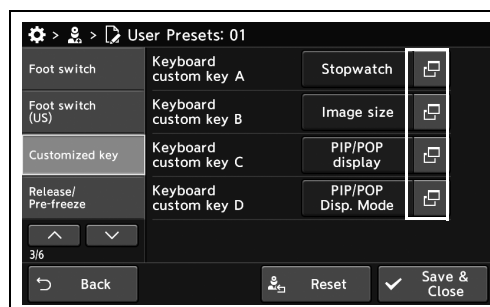 > > User Presets: 01
Foot switch
Keyboard
custom key A
Stopwatch
Foot switch
(US)
Keyboard
custom key B
Image size
Customized key
Keyboard
custom key C
PIP/POP
display
Release/
Pre-freeze
Keyboard
custom key D
PIP/POP
Disp. Mode
3/6
Back
Reset
Save &
Close